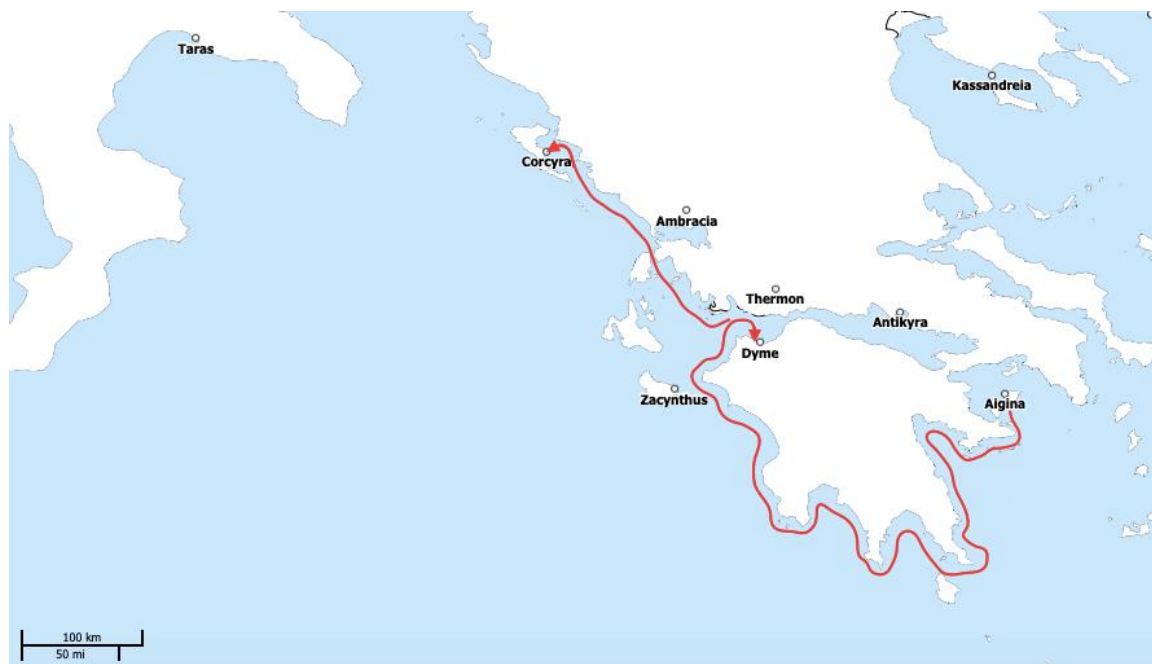 Taras
Kassandreia
Corcyra
Ambracia
Thermon
Antikyra
Dyme
Zacynthus
Aigina
100 km
50 mi